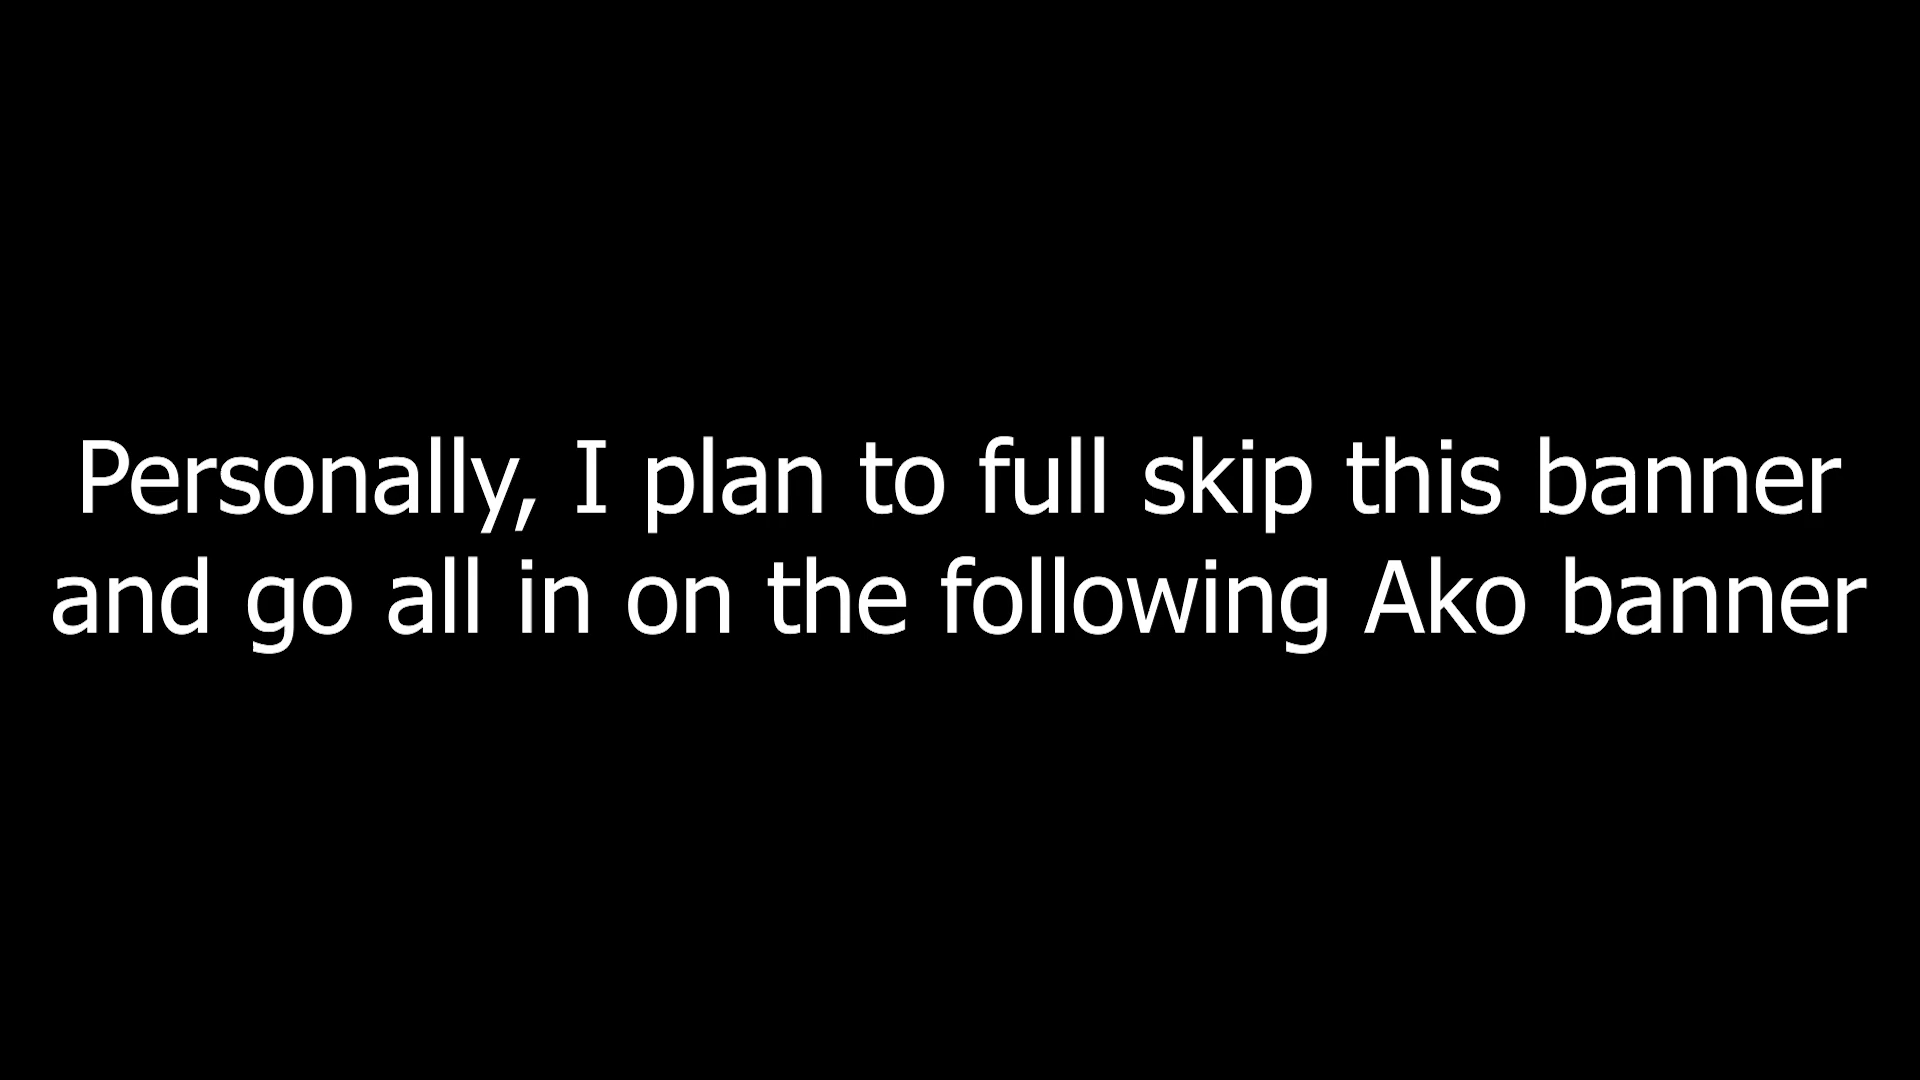 Personally, I plan to full skip this banner
and go all in on the following Ako banner